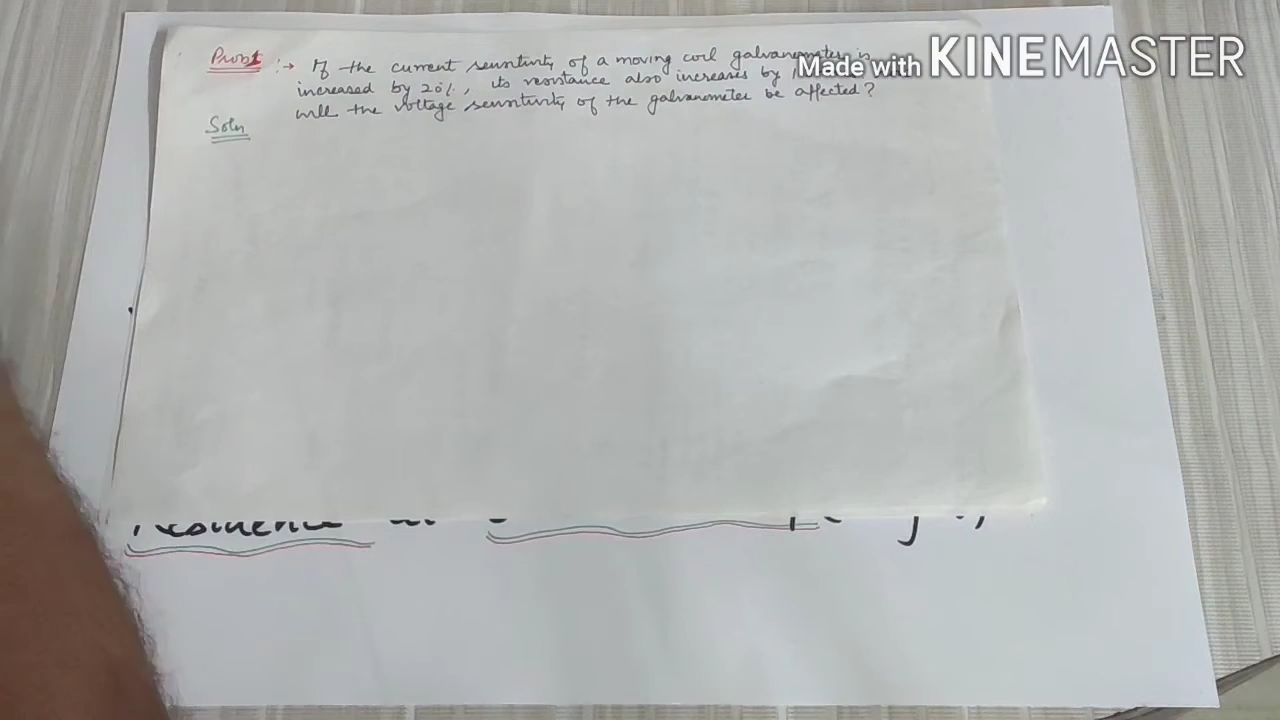 Prob1 :→ If the current sensitivity of a moving coil galvanometer is
increased by 20%, its resistance also increases by
will the voltage sensitivity of the galvanometer be affected?
Soln
Made with KINEMASTER